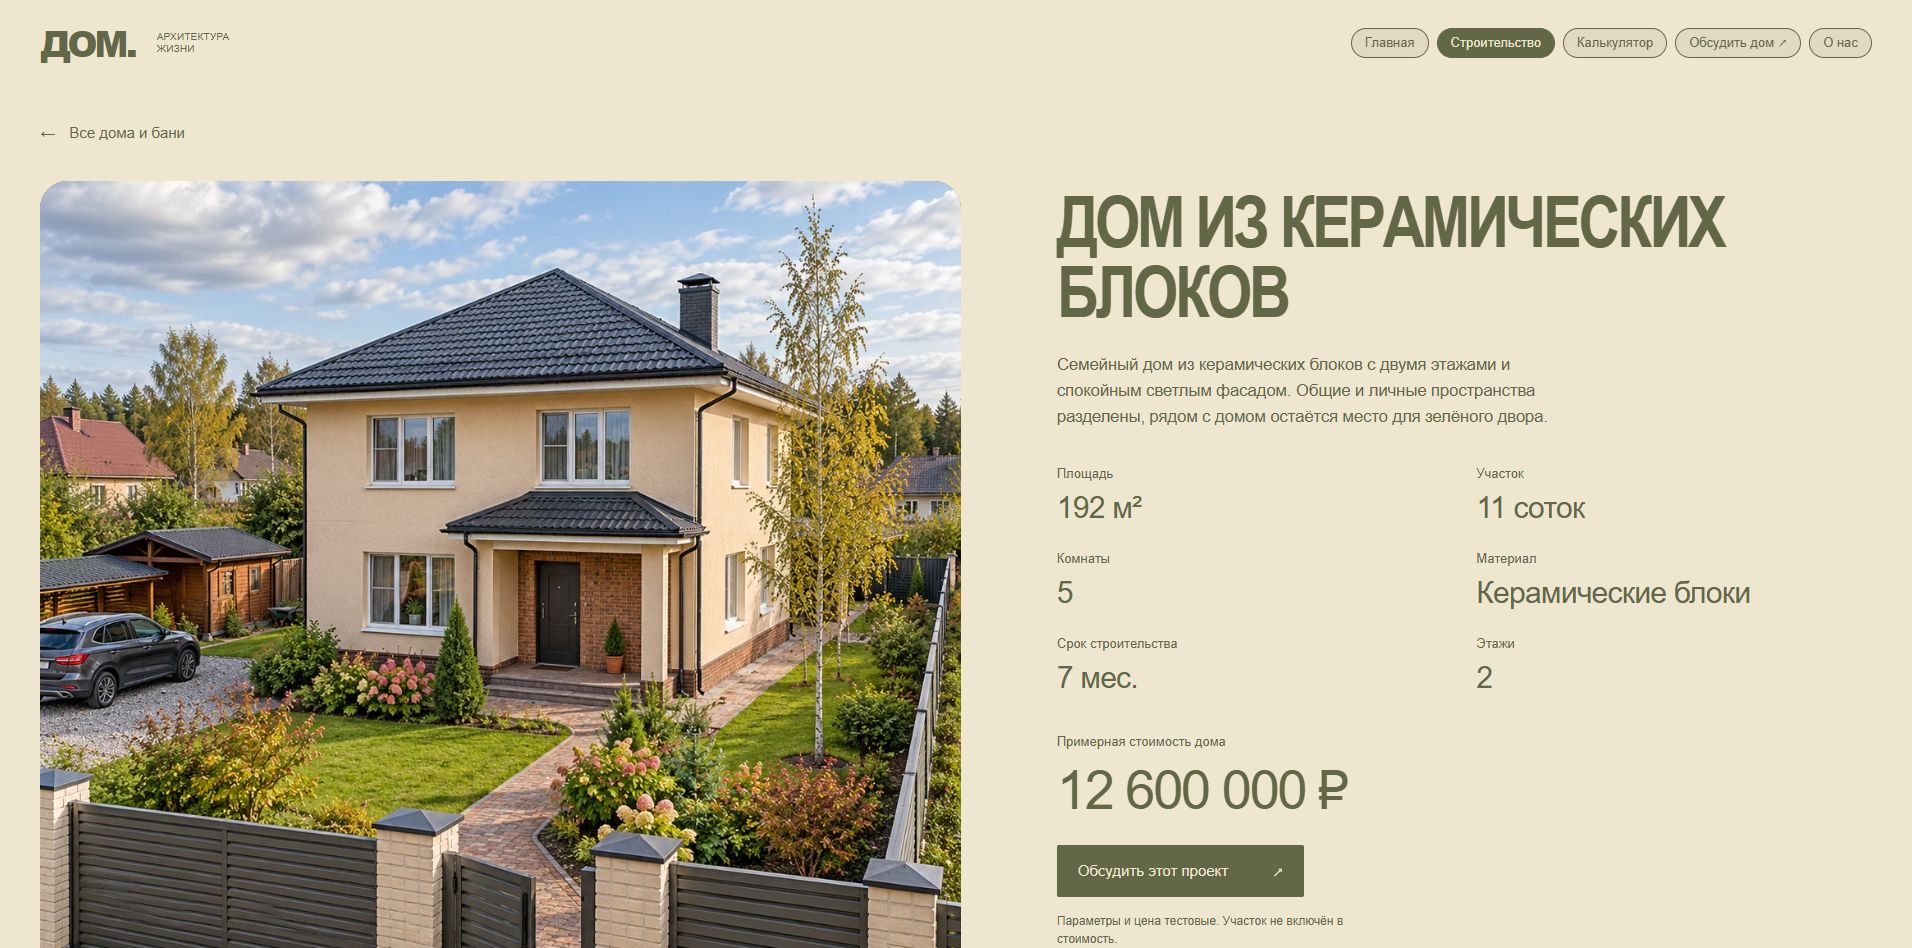 ДОМ.
АРХИТЕКТУРА
ЖИЗНИ
Главная
Строительство
Калькулятор
Обсудить дом ↗
О нас
← Все дома и бани
ДОМ ИЗ КЕРАМИЧЕСКИХ
БЛОКОВ
Семейный дом из керамических блоков с двумя этажами и
спокойным светлым фасадом. Общие и личные пространства
разделены, рядом с домом остаётся место для зелёного двора.
Площадь
192 м²
Участок
11 соток
Комнаты
5
Материал
Керамические блоки
Срок строительства
7 мес.
Этажи
2
Примерная стоимость дома
12 600 000 ₽
Обсудить этот проект ↗
Параметры и цена тестовые. Участок не включён в
стоимость.